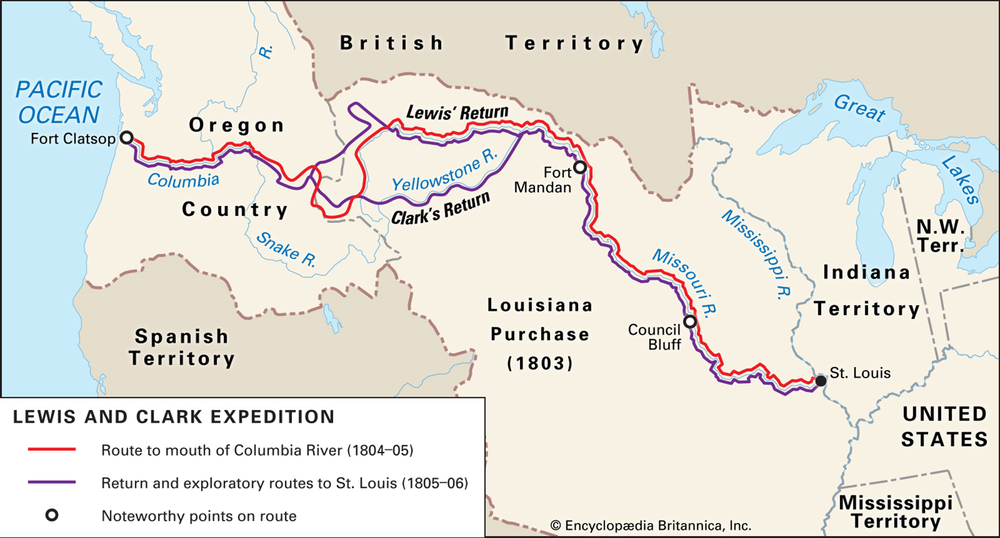 British Territory
R.
PACIFIC
OCEAN
Great
Lakes
Lewis' Return
Oregon
Fort Clatsop
Columbia
Country
Yellowstone R.
Clark's Return
Fort
Mandan
Snake R.
Mississippi R.
Missouri R.
N.W.
Terr.
Indiana
Territory
Louisiana
Purchase
(1803)
Council
Bluff
Spanish
Territory
St. Louis
UNITED
STATES
Mississippi
Territory
LEWIS AND CLARK EXPEDITION
Route to mouth of Columbia River (1804–05)
Return and exploratory routes to St. Louis (1805–06)
Noteworthy points on route
© Encyclopædia Britannica, Inc.